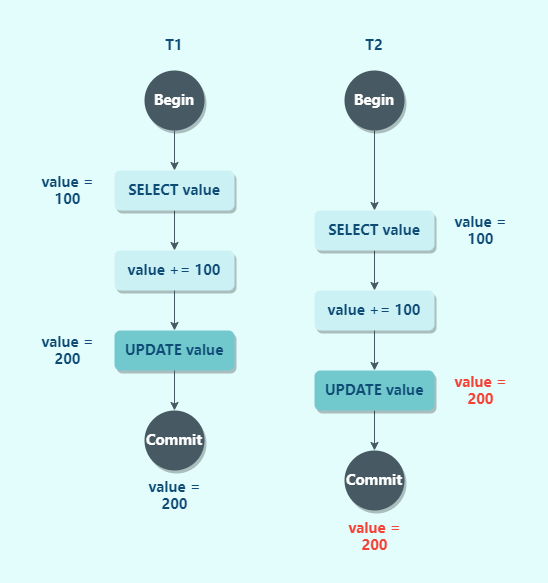 T1
T2
Begin
Begin
value =
100
SELECT value
SELECT value
value =
100
value += 100
value += 100
value =
200
UPDATE value
UPDATE value
value =
200
Commit
value =
200
Commit
value =
200